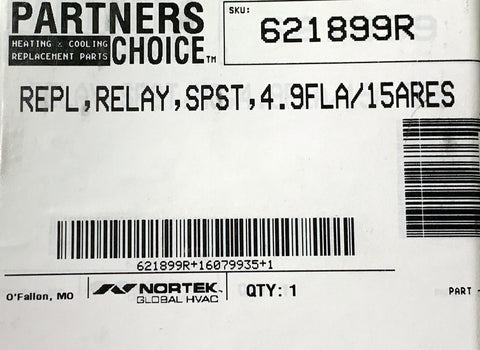 PARTNERS
HEATING & COOLING
REPLACEMENT PARTS
CHOICE™
SKU:
621899R
REPL,RELAY,SPST,4.9FLA/15ARES
621899R+16079935+1
O'Fallon, MO
NORTEK™
GLOBAL HVAC
QTY: 1
PART